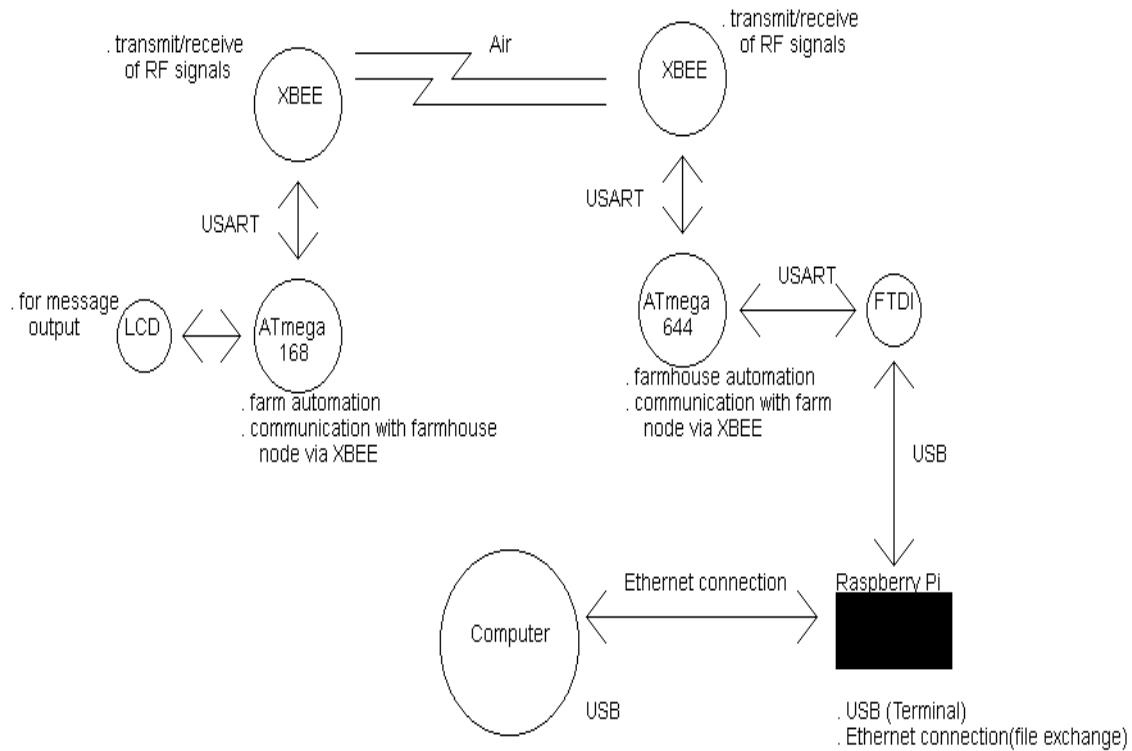 . transmit/receive
of RF signals
XBEE
Air
. transmit/receive
of RF signals
XBEE
USART
USART
. for message
output
LCD
ATmega
168
ATmega
644
USART
FTDI
. farm automation
. communication with farmhouse
node via XBEE
. farmhouse automation
. communication with farm
node via XBEE
USB
Computer
Ethernet connection
Raspberry Pi
USB
. USB (Terminal)
. Ethernet connection(file exchange)